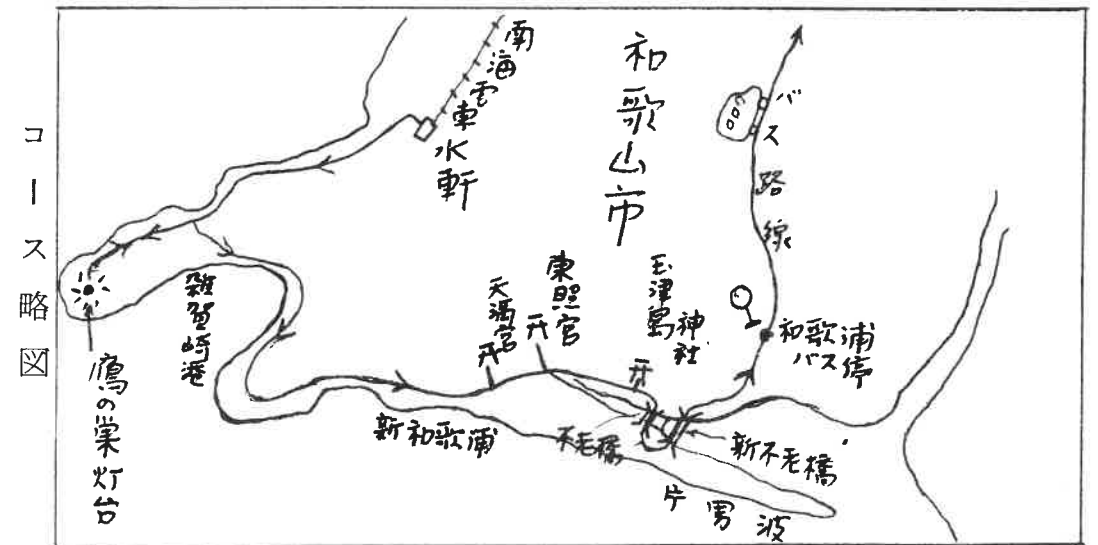 コース略図
南海電車水軒
和歌山市
バス路線
雑賀崎港
天満宮
東照宮
玉津島神社
和歌浦
バス停
鷹の巣灯台
新和歌浦
不老橋
新不老橋
片男波